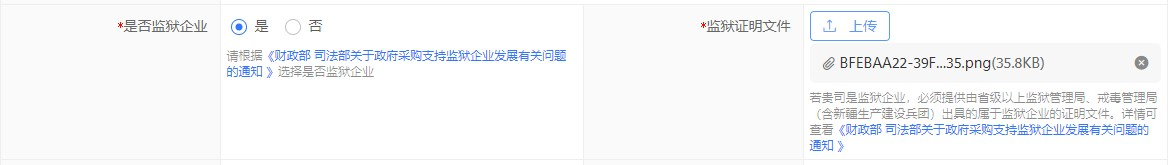 *是否监狱企业 是 否
请根据《财政部 司法部关于政府采购支持监狱企业发展有关问题
的通知 》选择是否监狱企业
*监狱证明文件 上传
BFEBAA22-39F...35.png(35.8KB)
若贵司是监狱企业，必须提供由省级以上监狱管理局、戒毒管理局
（含新疆生产建设兵团）出具的属于监狱企业的证明文件。详情可
查看《财政部 司法部关于政府采购支持监狱企业发展有关问题的
通知 》